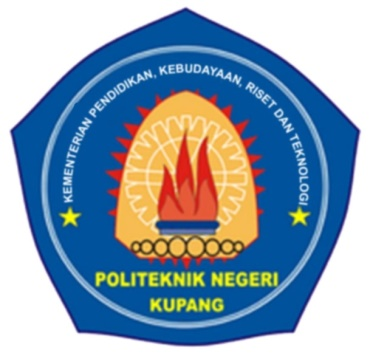 KEMENTERIAN PENDIDIKAN, KEBUDAYAAN, RISET DAN TEKNOLOGI
POLITEKNIK NEGERI
KUPANG